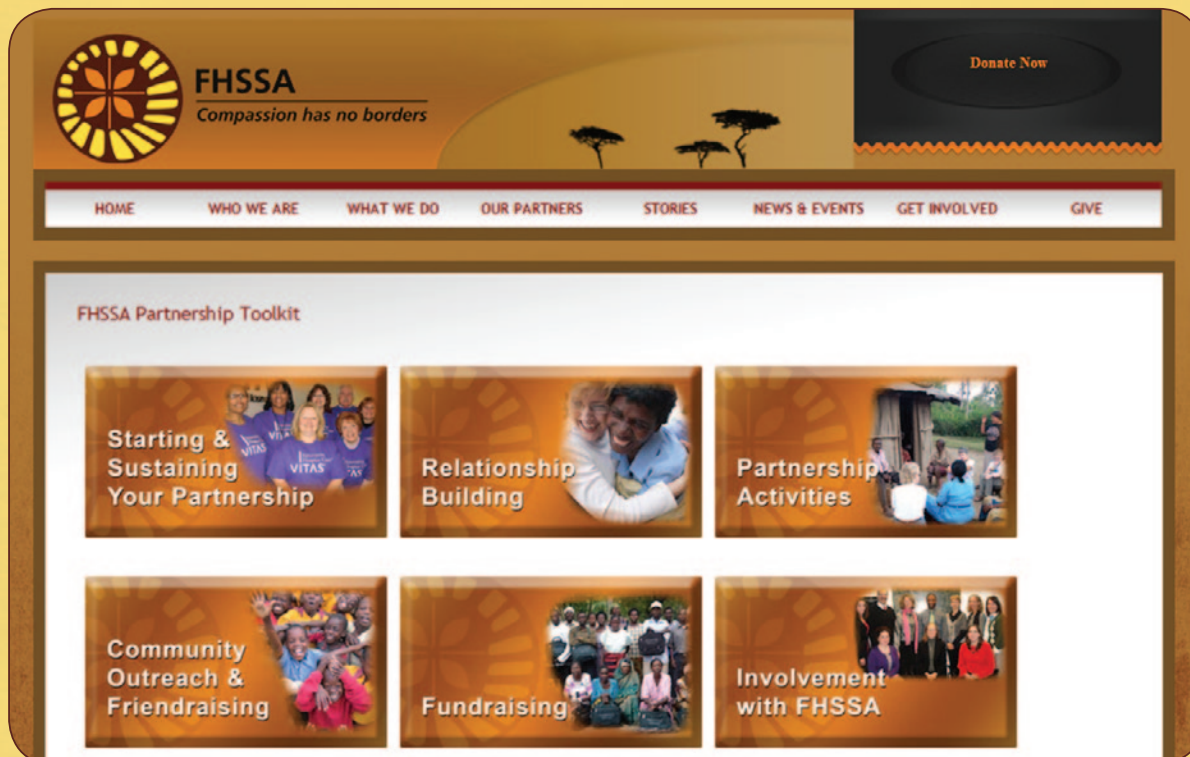 FHSSA
Compassion has no borders
Donate Now
HOME WHO WE ARE WHAT WE DO OUR PARTNERS STORIES NEWS & EVENTS GET INVOLVED GIVE
FHSSA Partnership Toolkit
Starting &
Sustaining
Your Partnership
VITAS
Relationship
Building
Partnership
Activities
Community
Outreach &
Friendraising
Fundraising
Involvement
with FHSSA